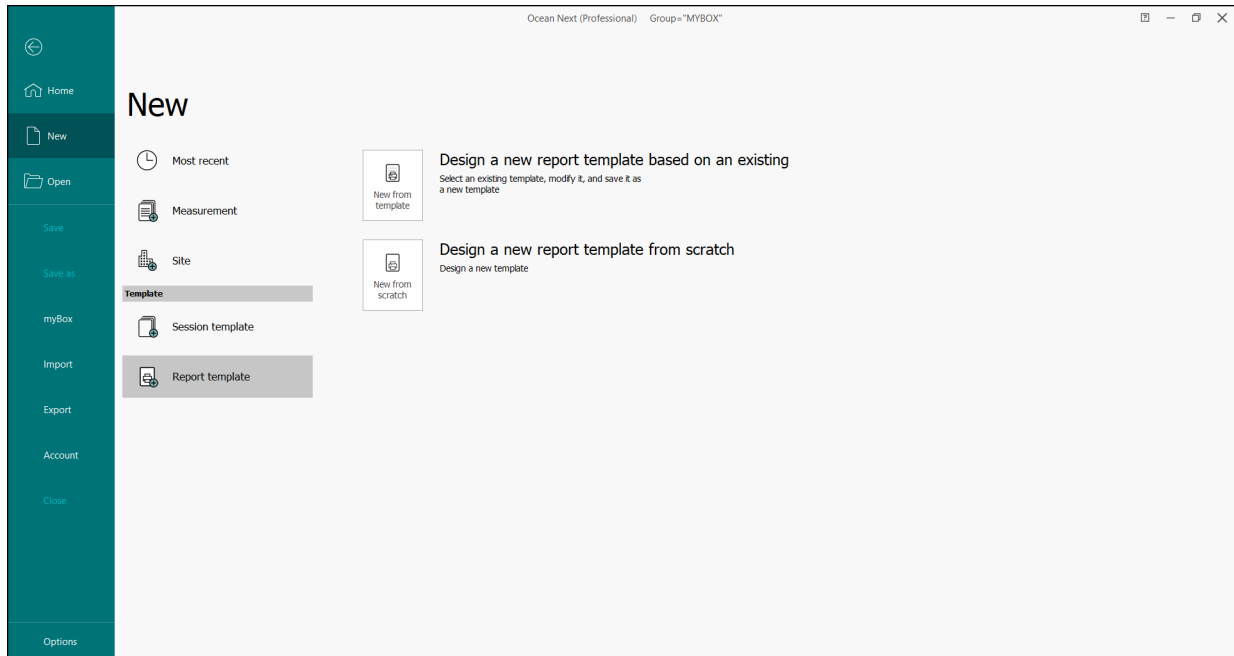 Ocean Next (Professional) Group="MYBOX"
Home
New
Open
Save
Save as
myBox
Import
Export
Account
Close
Options
New
Most recent
Measurement
Site
Template
Session template
Report template
New from
template
Design a new report template based on an existing
Select an existing template, modify it, and save it as
a new template
New from
scratch
Design a new report template from scratch
Design a new template